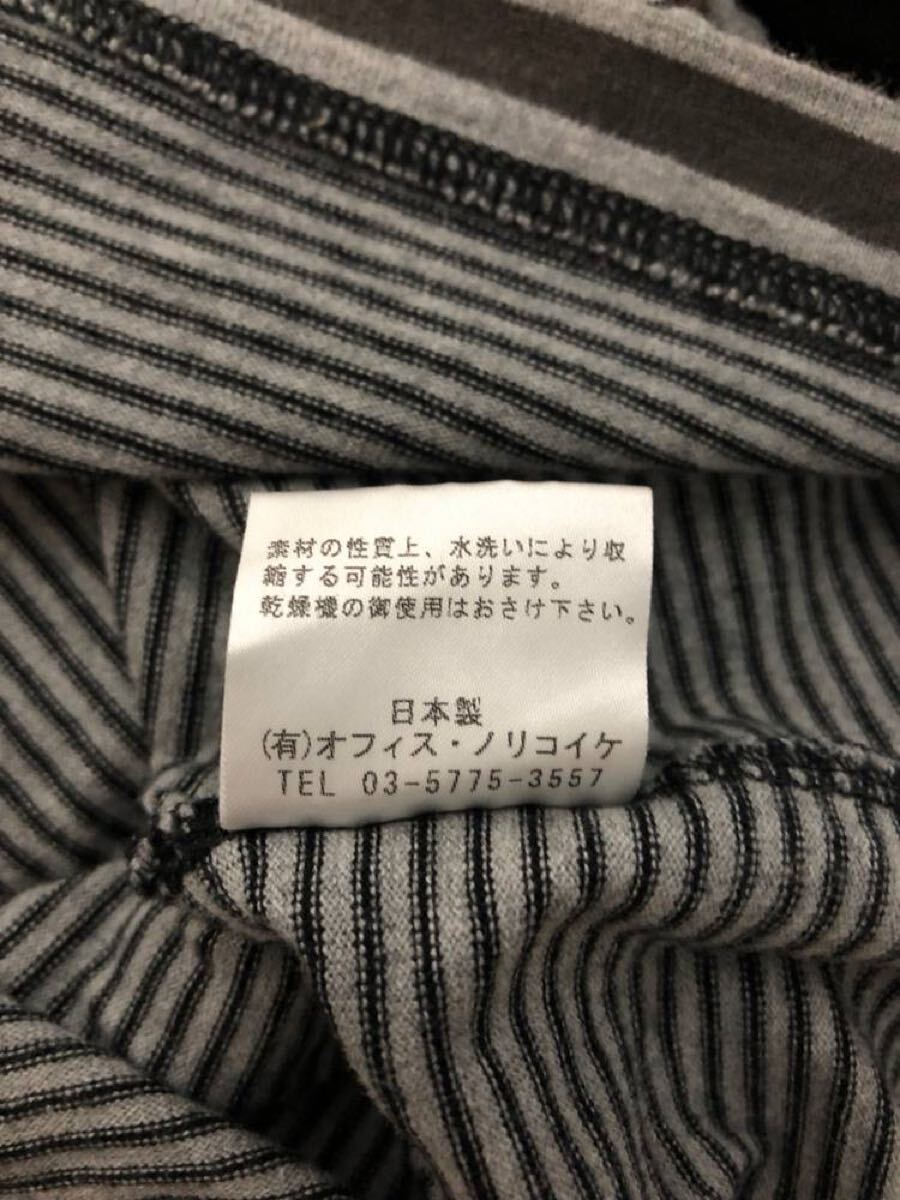 素材の性質上、水洗いにより収
縮する可能性があります。
乾燥機の御使用はおさけ下さい。
日本製
(有)オフィス・ノリコイケ
TEL 03-5775-3557